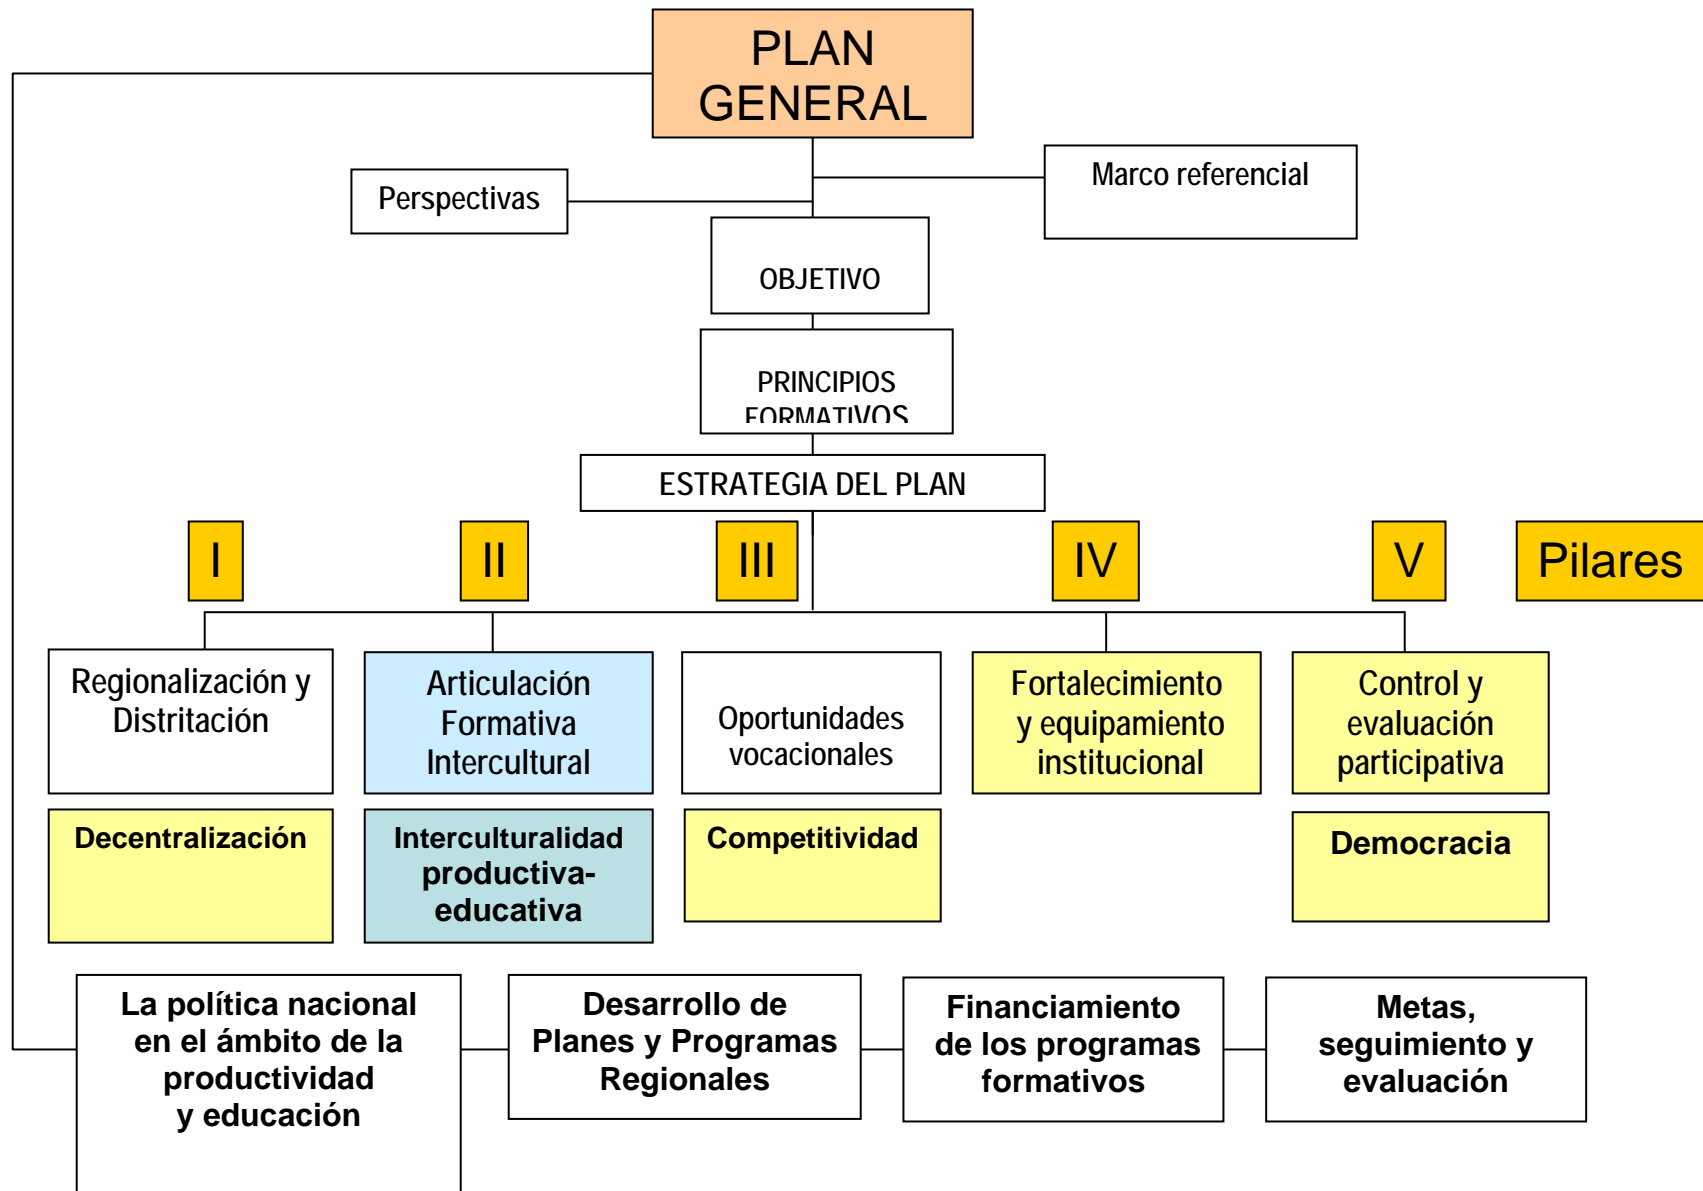 PLAN
GENERAL
Marco referencial
Perspectivas
OBJETIVO
PRINCIPIOS
FORMATIVOS
ESTRATEGIA DEL PLAN
I
II
III
IV
V
Pilares
Regionalización y
Distritación
Articulación
Formativa
Intercultural
Oportunidades
vocacionales
Fortalecimiento
y equipamiento
institucional
Control y
evaluación
participativa
Decentralización
Interculturalidad
productiva-
educativa
Competitividad
Democracia
La política nacional
en el ámbito de la
productividad
y educación
Desarrollo de
Planes y Programas
Regionales
Financiamiento
de los programas
formativos
Metas,
seguimiento y
evaluación